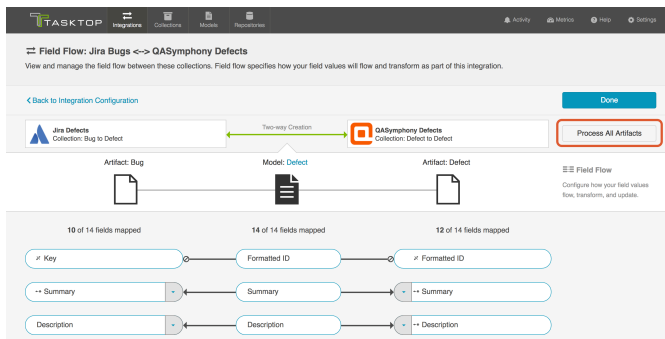 TASKTOP
Integrations
Collections
Models
Repositories
Activity
Metrics
Help
Settings
Field Flow: Jira Bugs <--> QASymphony Defects
View and manage the field flow between these collections. Field flow specifies how your field values will flow and transform as part of this integration.
Back to Integration Configuration
Done
Jira Defects
Collection: Bug to Defect
Two-way Creation
QASymphony Defects
Collection: Defect to Defect
Process All Artifacts
Artifact: Bug
Model: Defect
Artifact: Defect
Field Flow
Configure how your field values
flow, transform, and update.
10 of 14 fields mapped
14 of 14 fields mapped
12 of 14 fields mapped
Key
Formatted ID
Formatted ID
Summary
Summary
Summary
Description
Description
Description